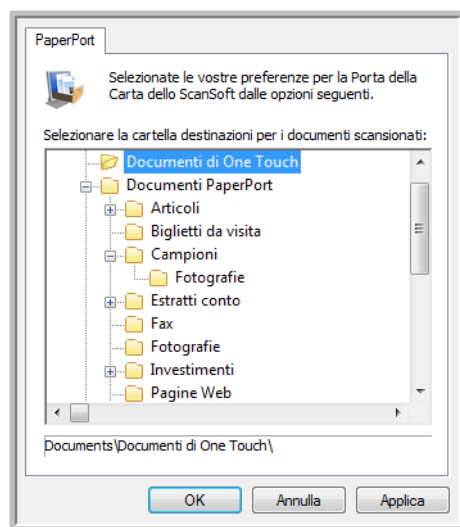 PaperPort
Selezionate le vostre preferenze per la Porta della
Carta dello ScanSoft dalle opzioni seguenti.
Selezionare la cartella destinazioni per i documenti scansionati:
Documenti di One Touch
Documenti PaperPort
Articoli
Biglietti da visita
Campioni
Fotografie
Estratti conto
Fax
Fotografie
Investimenti
Pagine Web
Documents\Documenti di One Touch\
OK Annulla Applica